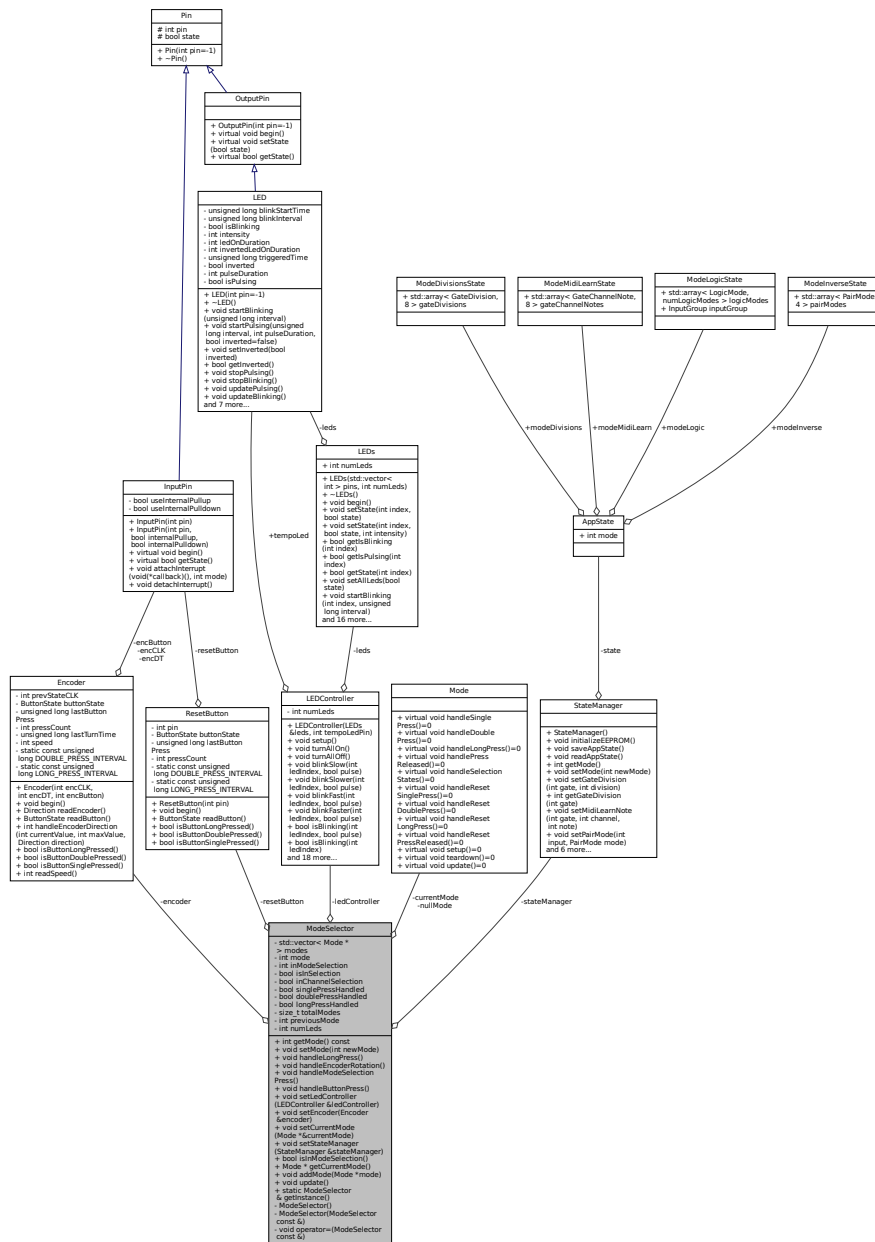 Pin
# int pin
# bool state
+ Pin(int pin=-1)
+ ~Pin()
OutputPin
+ OutputPin(int pin=-1)
+ virtual void begin()
+ virtual void setState
(bool state)
+ virtual bool getState()
LED
- unsigned long blinkStartTime
- unsigned long blinkInterval
- bool isBlinking
- int intensity
- int ledOnDuration
- int invertedLedOnDuration
- unsigned long triggeredTime
- bool inverted
- int pulseDuration
- bool isPulsing
+ LED(int pin=-1)
+ ~LED()
+ void startBlinking
(unsigned long interval)
+ void startPulsing(unsigned
long interval, int pulseDuration,
bool inverted=false)
+ void setInverted(bool
inverted)
+ bool getInverted()
+ void stopPulsing()
+ void stopBlinking()
+ void updatePulsing()
+ void updateBlinking()
and 7 more...
ModeDivisionsState
+ std::array< GateDivision,
8 > gateDivisions
ModeMidiLearnState
+ std::array< GateChannelNote,
8 > gateChannelNotes
ModeLogicState
+ std::array< LogicMode,
numLogicModes > logicModes
+ InputGroup inputGroup
ModeInverseState
+ std::array< PairMode,
4 > pairModes
-leds
+modeDivisions
+modeMidiLearn
+modeLogic
+modeInverse
LEDs
+ int numLeds
+ LEDs(std::vector<
int > pins, int numLeds)
+ ~LEDs()
+ void begin()
+ void setState(int index,
bool state)
+ void setState(int index,
bool state, int intensity)
+ bool getIsBlinking
(int index)
+ bool getIsPulsing(int
index)
+ bool getState(int index)
+ void setAllLeds(bool
state)
+ void startBlinking
(int index, unsigned
long interval)
and 16 more...
InputPin
- bool useInternalPullup
- bool useInternalPulldown
+ InputPin(int pin)
+ InputPin(int pin,
bool internalPullup,
bool internalPulldown)
+ virtual void begin()
+ virtual bool getState()
+ void attachInterrupt
(void(*callback)(), int mode)
+ void detachInterrupt()
+tempoLed
AppState
+ int mode
-encButton
-encCLK
-encDT
-resetButton
-leds
-state
Encoder
- int prevStateCLK
- ButtonState buttonState
- unsigned long lastButton
Press
- int pressCount
- unsigned long lastTurnTime
- int speed
- static const unsigned
long DOUBLE_PRESS_INTERVAL
- static const unsigned
long LONG_PRESS_INTERVAL
+ Encoder(int encCLK,
int encDT, int encButton)
+ void begin()
+ Direction readEncoder()
+ ButtonState readButton()
+ int handleEncoderDirection
(int currentValue, int maxValue,
Direction direction)
+ bool isButtonLongPressed()
+ bool isButtonDoublePressed()
+ bool isButtonSinglePressed()
+ int readSpeed()
ResetButton
- int pin
- ButtonState buttonState
- unsigned long lastButton
Press
- int pressCount
- static const unsigned
long DOUBLE_PRESS_INTERVAL
- static const unsigned
long LONG_PRESS_INTERVAL
+ ResetButton(int pin)
+ void begin()
+ ButtonState readButton()
+ bool isButtonLongPressed()
+ bool isButtonDoublePressed()
+ bool isButtonSinglePressed()
LEDController
- int numLeds
+ LEDController(LEDs
&leds, int tempoLedPin)
+ void setup()
+ void turnAllOn()
+ void turnAllOff()
+ void blinkSlow(int
ledIndex, bool pulse)
+ void blinkSlower(int
ledIndex, bool pulse)
+ void blinkFast(int
ledIndex, bool pulse)
+ void blinkFaster(int
ledIndex, bool pulse)
+ bool isBlinking(int
ledIndex, bool pulse)
+ bool isBlinking(int
ledIndex)
and 18 more...
Mode
+ virtual void handleSingle
Press()=0
+ virtual void handleDouble
Press()=0
+ virtual void handleLongPress()=0
+ virtual void handlePress
Released()=0
+ virtual void handleSelection
States()=0
+ virtual void handleReset
SinglePress()=0
+ virtual void handleReset
DoublePress()=0
+ virtual void handleReset
LongPress()=0
+ virtual void handleReset
PressReleased()=0
+ virtual void setup()=0
+ virtual void teardown()=0
+ virtual void update()=0
StateManager
+ StateManager()
+ void initializeEEPROM()
+ void saveAppState()
+ void readAppState()
+ int getMode()
+ void setMode(int newMode)
+ void setGateDivision
(int gate, int division)
+ int getGateDivision
(int gate)
+ void setMidiLearnNote
(int gate, int channel,
int note)
+ void setPairMode(int
input, PairMode mode)
and 6 more...
-encoder
-resetButton
-ledController
-currentMode
-nullMode
-stateManager
ModeSelector
- std::vector< Mode *
> modes
- int mode
- int inModeSelection
- bool isInSelection
- bool inChannelSelection
- bool singlePressHandled
- bool doublePressHandled
- bool longPressHandled
- size_t totalModes
- int previousMode
- int numLeds
+ int getMode() const
+ void setMode(int newMode)
+ void handleLongPress()
+ void handleEncoderRotation()
+ void handleModeSelection
Press()
+ void handleButtonPress()
+ void setLedController
(LEDController &ledController)
+ void setEncoder(Encoder
&encoder)
+ void setCurrentMode
(Mode *&currentMode)
+ void setStateManager
(StateManager &stateManager)
+ bool isInModeSelection()
+ Mode * getCurrentMode()
+ void addMode(Mode *mode)
+ void update()
+ static ModeSelector
& getInstance()
- ModeSelector()
- ModeSelector(ModeSelector
const &)
- void operator=(ModeSelector
const &)